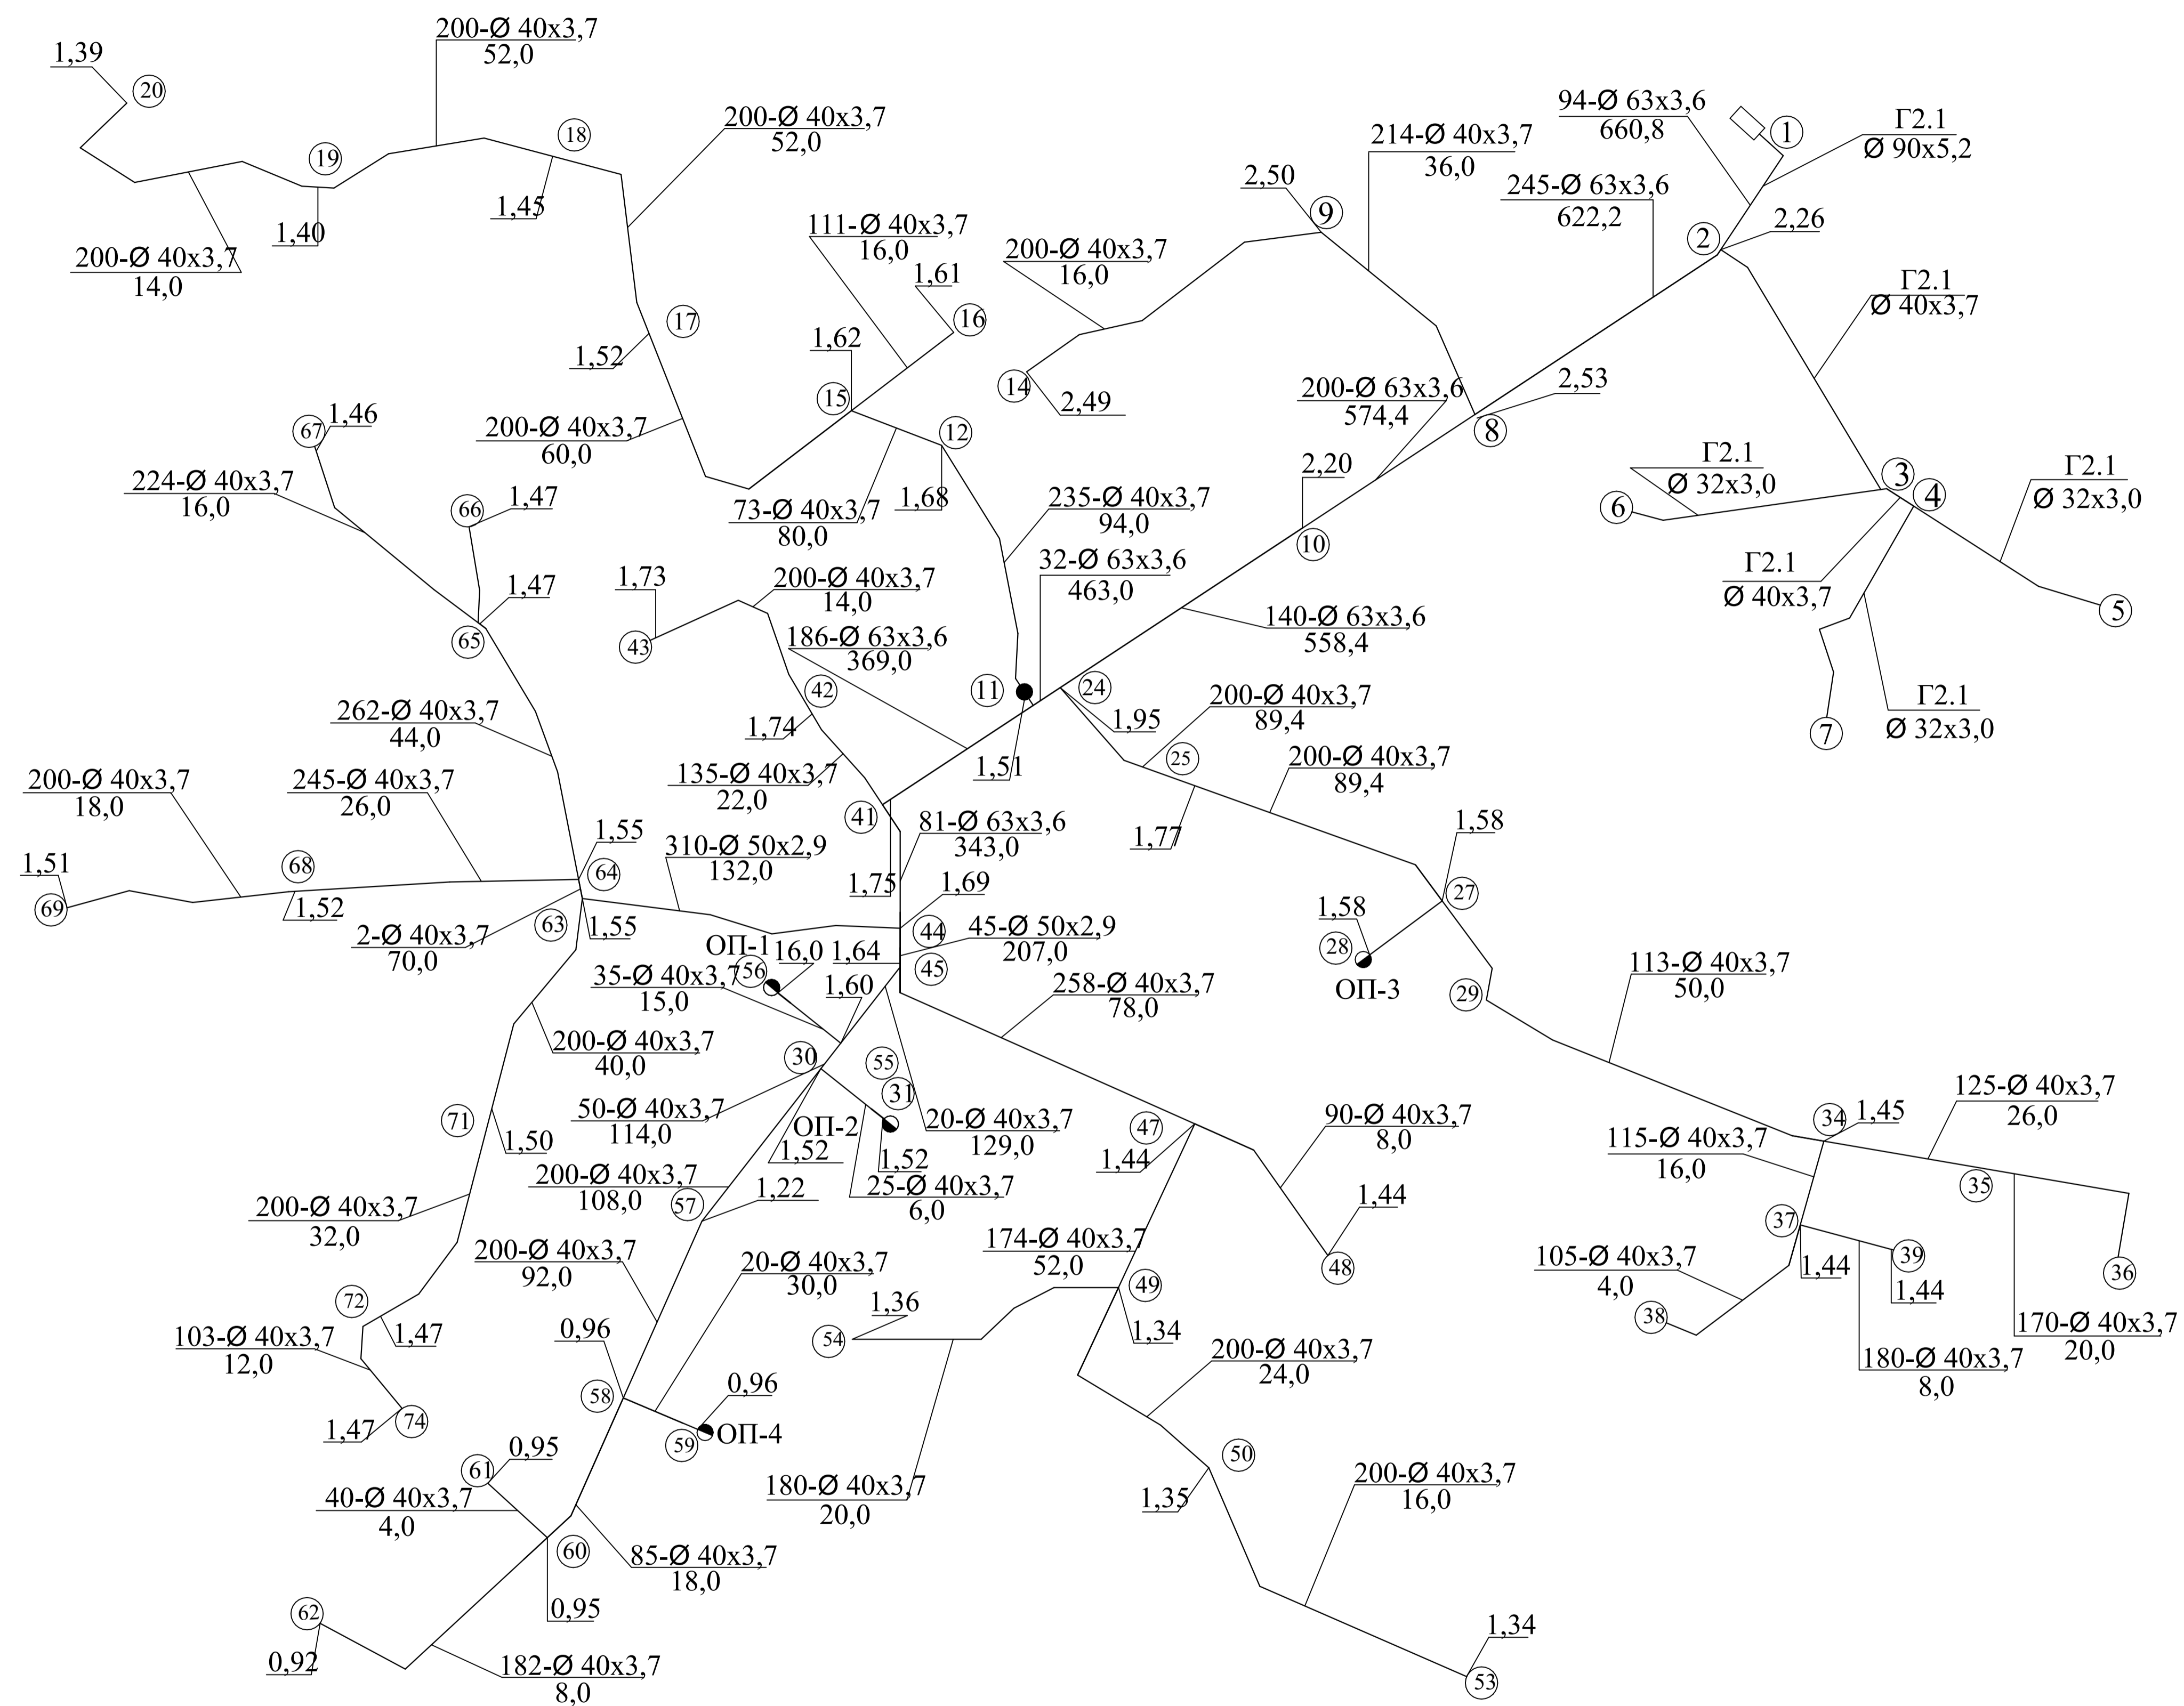 200-Ø 40x3,7
52,0
1,39
20
94-Ø 63x3,6
660,8
1
Г2.1
Ø 90x5,2
200-Ø 40x3,7
52,0
18
19
214-Ø 40x3,7
36,0
2,50
9
245-Ø 63x3,6
622,2
2
2,26
1,45
1,40
200-Ø 40x3,7
14,0
111-Ø 40x3,7
16,0
1,61
16
200-Ø 40x3,7
16,0
Г2.1
Ø 40x3,7
17
1,52
1,62
15
14
2,49
200-Ø 63x3,6
574,4
2,53
8
1,46
67
200-Ø 40x3,7
60,0
12
224-Ø 40x3,7
16,0
66
1,47
73-Ø 40x3,7
80,0
1,68
235-Ø 40x3,7
94,0
2,20
10
Г2.1
Ø 32x3,0
3
4
6
Г2.1
Ø 32x3,0
32-Ø 63x3,6
463,0
1,73
200-Ø 40x3,7
14,0
1,47
65
43
186-Ø 63x3,6
369,0
140-Ø 63x3,6
558,4
Г2.1
Ø 40x3,7
5
42
11
24
1,95
200-Ø 40x3,7
89,4
Г2.1
Ø 32x3,0
7
262-Ø 40x3,7
44,0
1,74
25
200-Ø 40x3,7
89,4
135-Ø 40x3,7
22,0
1,51
200-Ø 40x3,7
18,0
245-Ø 40x3,7
26,0
41
81-Ø 63x3,6
343,0
1,77
1,58
1,55
310-Ø 50x2,9
132,0
1,51
68
64
1,75
1,69
27
69
1,52
63
1,55
44
1,58
2-Ø 40x3,7
70,0
ОП-1
16,0
1,64
45-Ø 50x2,9
207,0
28
ОП-3
56
45
35-Ø 40x3,7
15,0
1,60
258-Ø 40x3,7
78,0
29
113-Ø 40x3,7
50,0
200-Ø 40x3,7
40,0
30
55
31
50-Ø 40x3,7
114,0
ОП-2
1,52
1,52
20-Ø 40x3,7
129,0
47
1,44
90-Ø 40x3,7
8,0
34
1,45
125-Ø 40x3,7
26,0
71
1,50
115-Ø 40x3,7
16,0
200-Ø 40x3,7
108,0
57
1,22
25-Ø 40x3,7
6,0
1,44
35
200-Ø 40x3,7
32,0
37
200-Ø 40x3,7
92,0
174-Ø 40x3,7
52,0
48
105-Ø 40x3,7
4,0
1,44
39
1,44
36
20-Ø 40x3,7
30,0
49
38
72
1,36
54
1,34
170-Ø 40x3,7
20,0
103-Ø 40x3,7
12,0
1,47
0,96
200-Ø 40x3,7
24,0
180-Ø 40x3,7
8,0
0,96
58
1,47
74
59
ОП-4
0,95
61
50
40-Ø 40x3,7
4,0
180-Ø 40x3,7
20,0
1,35
200-Ø 40x3,7
16,0
60
85-Ø 40x3,7
18,0
0,95
62
0,92
182-Ø 40x3,7
8,0
1,34
53